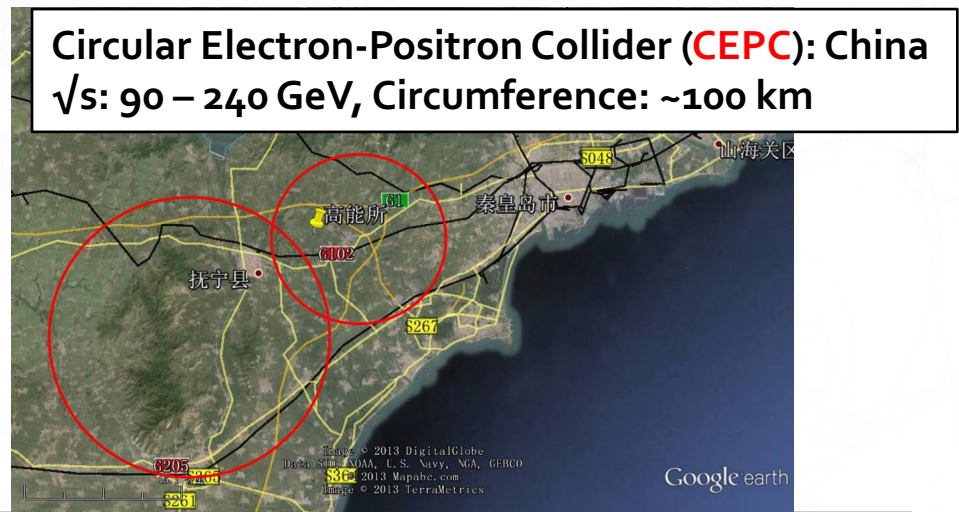 Circular Electron-Positron Collider (CEPC): China
√s: 90 – 240 GeV, Circumference: ~100 km
山海关区
S048
G1
秦皇岛市
高能所
G102
抚宁县
S267
Image © 2013 DigitalGlobe
Data SIO, NOAA, U.S. Navy, NGA, GEBCO
© 2013 Mapabc.com
Image © 2013 TerraMetrics
G205
S261
Google earth